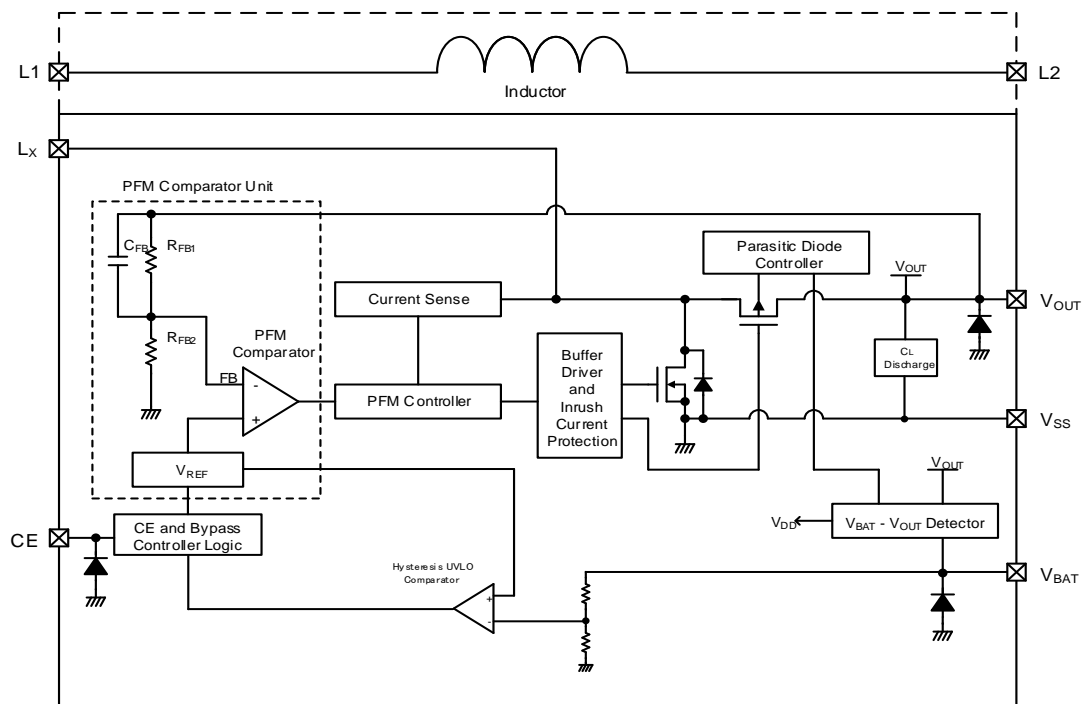 L1
L2
Inductor
LX
PFM Comparator Unit
CFB
RFB1
RFB2
PFM
Comparator
FB
-
+
VREF
Current Sense
PFM Controller
Parasitic Diode
Controller
Buffer
Driver
and
Inrush
Current
Protection
VOUT
VOUT
CL
Discharge
VSS
VOUT
VDD
VBAT - VOUT Detector
CE
CE and Bypass
Controller Logic
Hysteresis UVLO
Comparator
+
-
VBAT